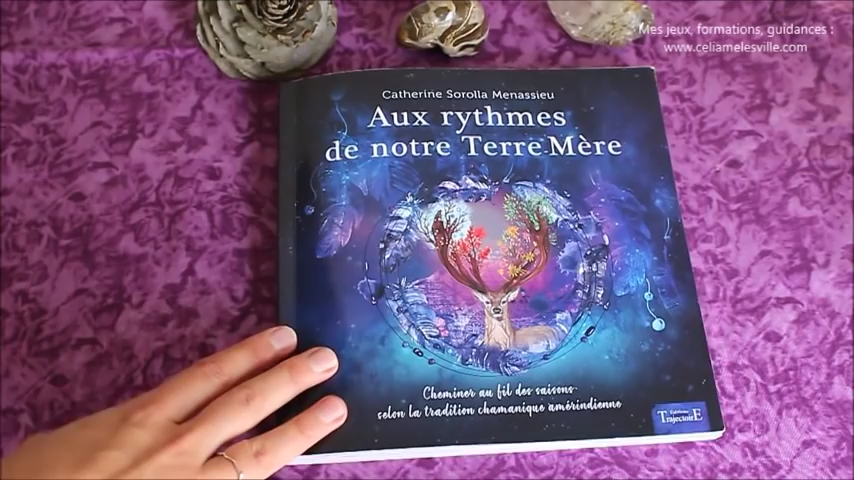 Mes jeux, formations, guidances :
www.celiamelesville.com
Catherine Sorolla Menassieu
Aux rythmes
de notre Terre Mère
Cheminer au fil des saisons
selon la tradition chamanique amérindienne
Éditions
TrajectoirE